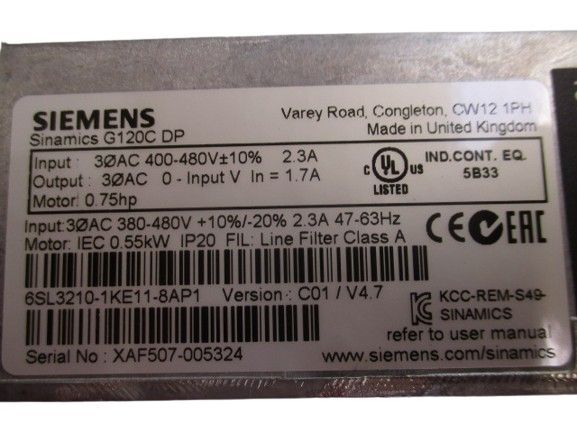 SIEMENS
Sinamics G120C DP
Varey Road, Congleton, CW12 1PH
Made in United Kingdom
Input : 3ØAC 400-480V±10% 2.3A
Output : 3ØAC 0 - Input V In = 1.7A
Motor: 0.75hp
C UL US
LISTED
IND.CONT. EQ.
5B33
Input:3ØAC 380-480V +10%/-20% 2.3A 47-63Hz
Motor: IEC 0.55kW IP20 FIL: Line Filter Class A
CE EAC
6SL3210-1KE11-8AP1 Version : C01 / V4.7
KCC-REM-S49-
SINAMICS
refer to user manual
Serial No : XAF507-005324
www.siemens.com/sinamics